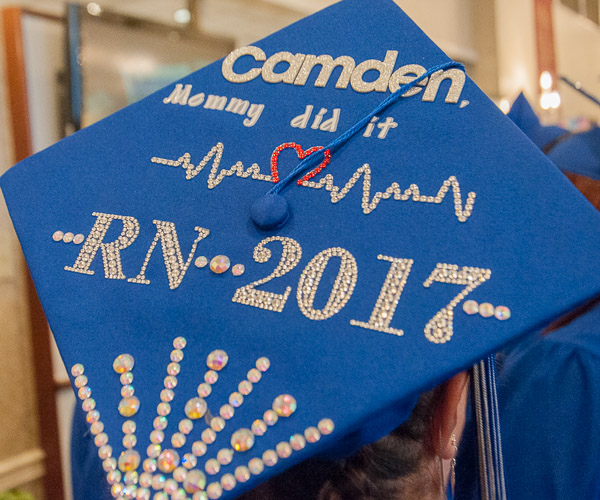 Camden,
Mommy did it
RN 2017